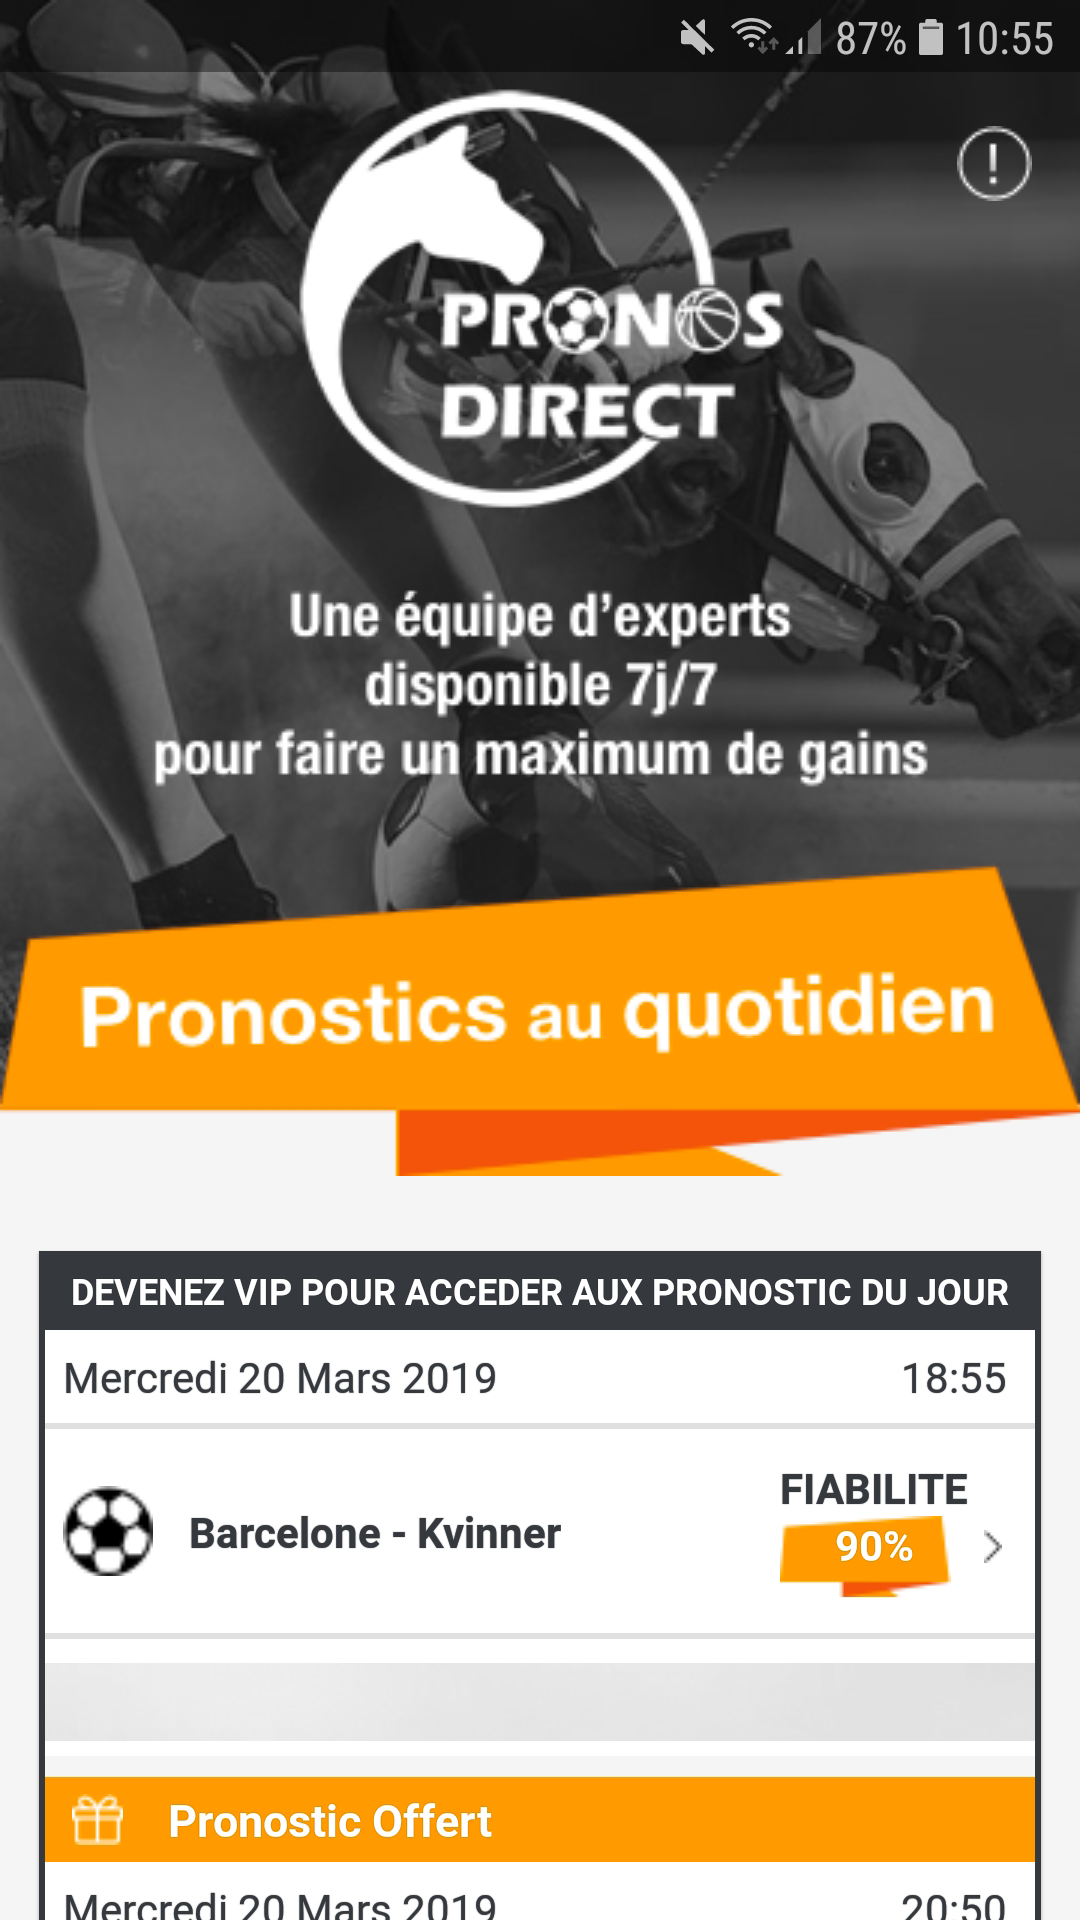 87% 10:55
PRONOS
DIRECT
Une équipe d'experts
disponible 7j/7
pour faire un maximum de gains
Pronostics au quotidien
DEVENEZ VIP POUR ACCEDER AUX PRONOSTIC DU JOUR
Mercredi 20 Mars 2019 18:55
FIABILITE
Barcelone - Kvinner 90%
Pronostic Offert
Mercredi 20 Mars 2019 20:50